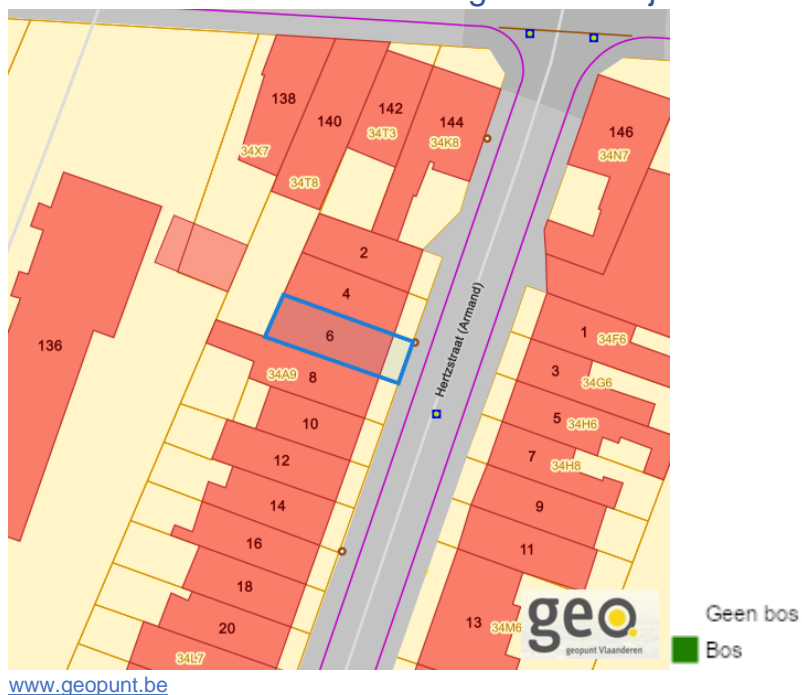 138
140
142
144
146
34X7
34T8
34T3
34K8
34N7
2
4
6
8
34A9
10
12
14
16
18
20
34L7
136
Hertzstraat (Armand)
1
34F6
3
34G6
5
34H6
7
34H8
9
11
13
34M6
geo.
geopunt Vlaanderen
Geen bos
Bos
www.geopunt.be